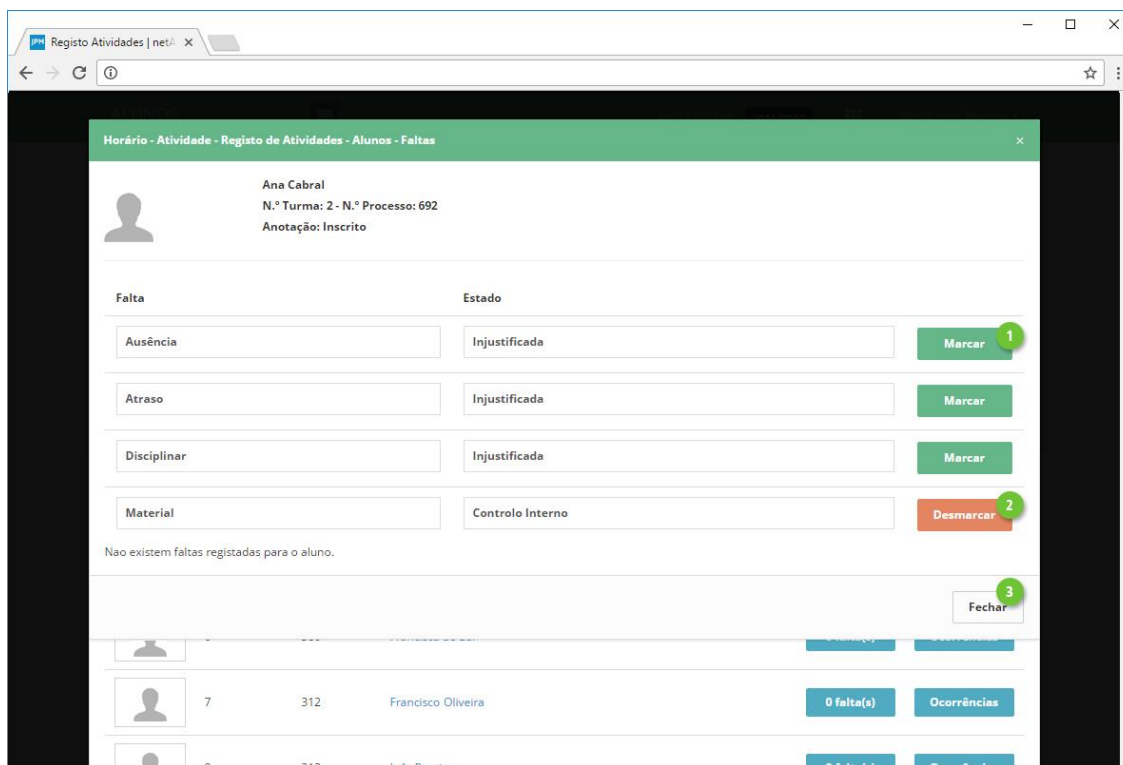 JPM Registo Atividades | netA
Horário - Atividade - Registo de Atividades - Alunos - Faltas
Ana Cabral
N.º Turma: 2 - N.º Processo: 692
Anotação: Inscrito
Falta Estado
Ausência Injustificada Marcar 1
Atraso Injustificada Marcar
Disciplinar Injustificada Marcar
Material Controlo Interno Desmarcar 2
Nao existem faltas registadas para o aluno.
Fechar 3
7 312 Francisco Oliveira 0 falta(s) Ocorrências